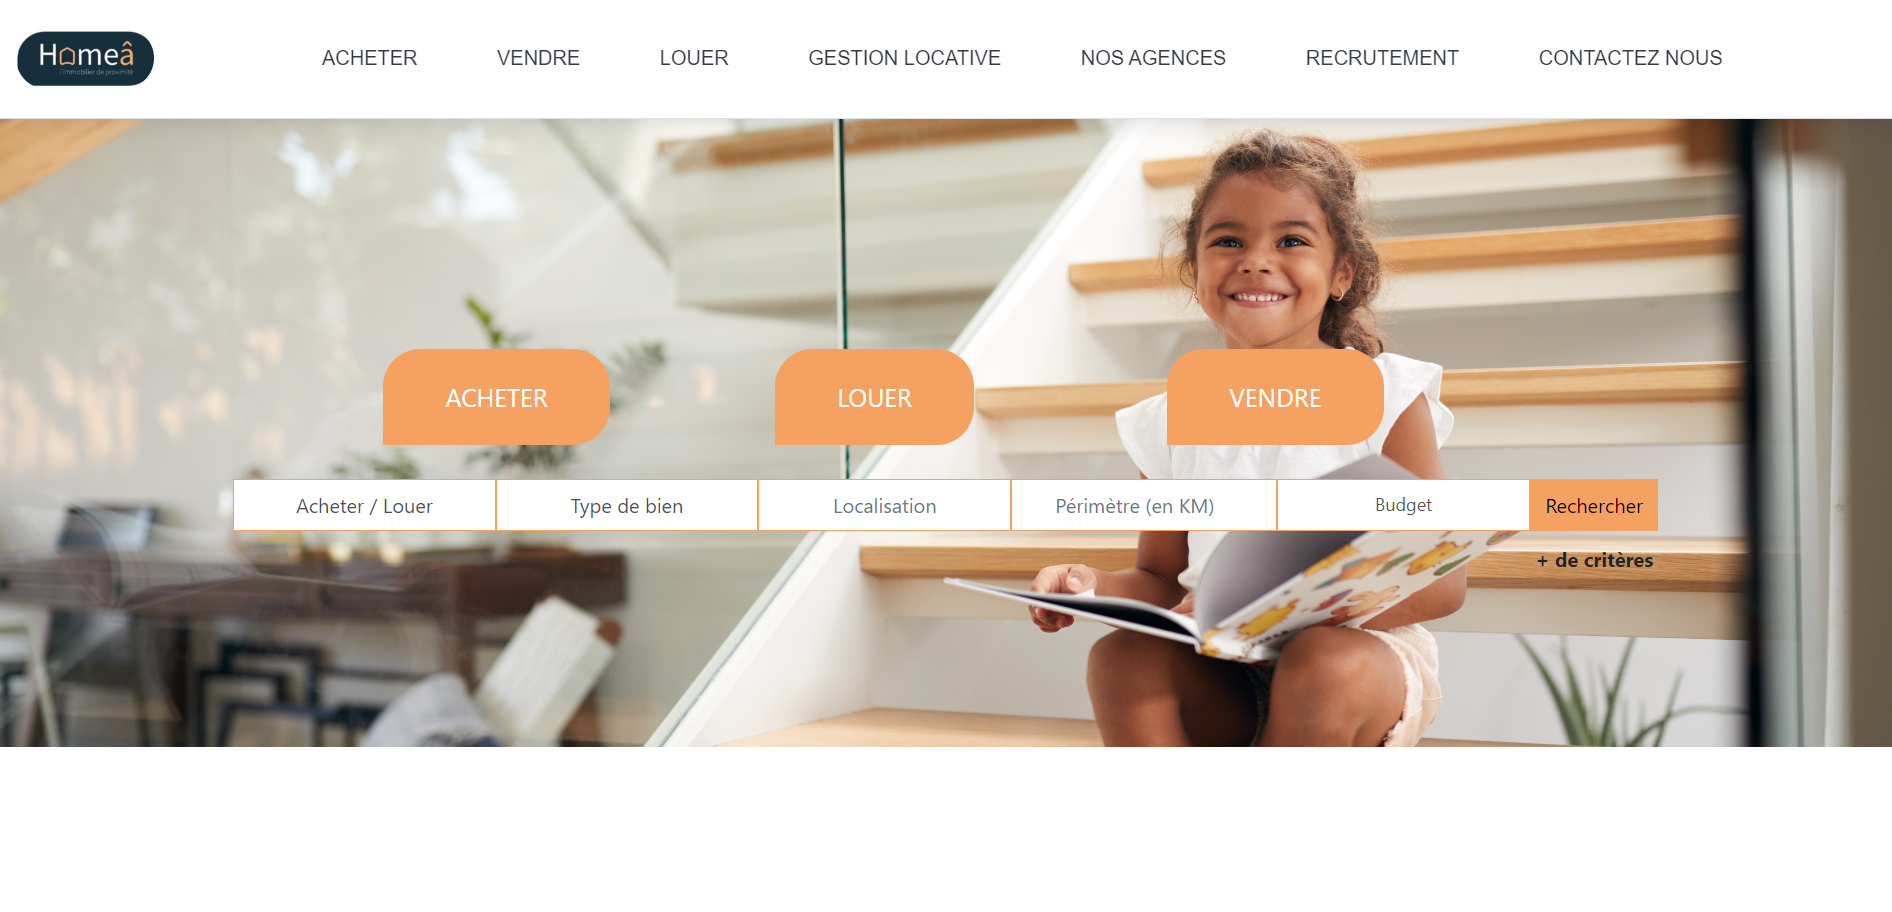 Homeâ
l'immobilier de proximité
ACHETER VENDRE LOUER GESTION LOCATIVE NOS AGENCES RECRUTEMENT CONTACTEZ NOUS
ACHETER LOUER VENDRE
Acheter / Louer Type de bien Localisation Périmètre (en KM) Budget Rechercher
+ de critères